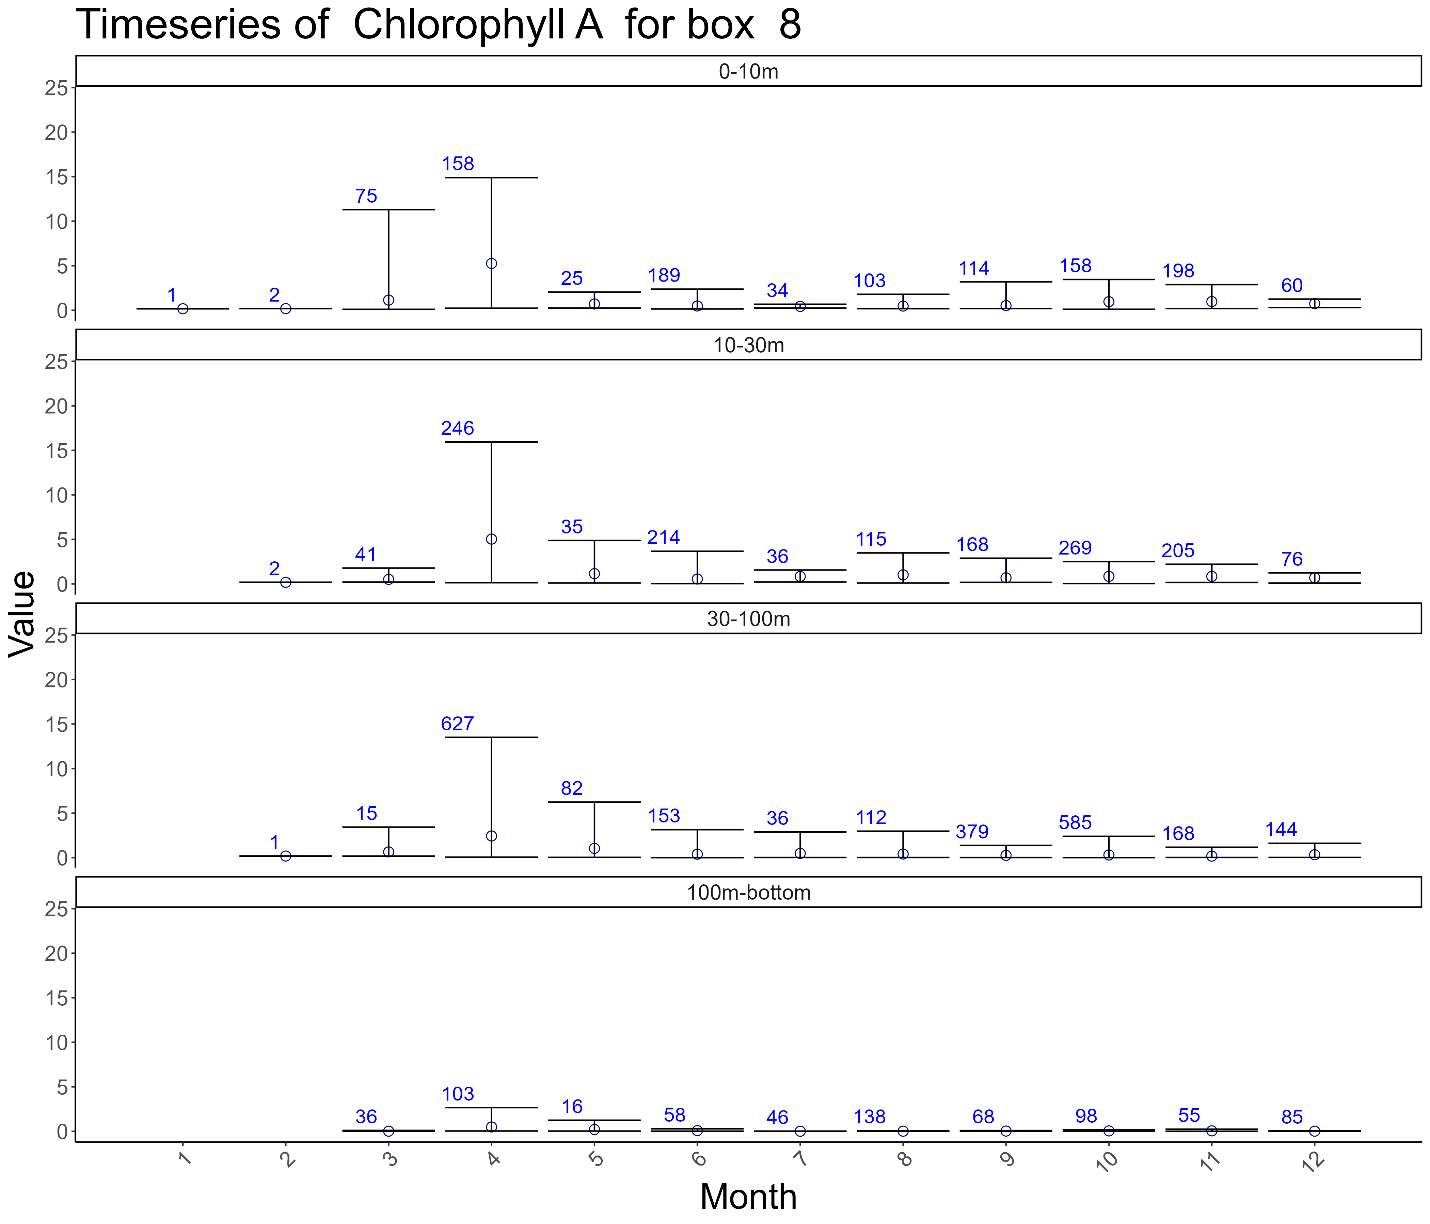 Timeseries of  Chlorophyll A  for box  8
0-10m
25
20
15
10
5
0
1 2 75 158 25 189 34 103 114 158 198 60
10-30m
25
20
15
10
5
0
2 41 246 35 214 36 115 168 269 205 76
30-100m
25
20
15
10
5
0
1 15 627 82 153 36 112 379 585 168 144
100m-bottom
25
20
15
10
5
0
36 103 16 58 46 138 68 98 55 85
1 2 3 4 5 6 7 8 9 10 11 12
Month
Value